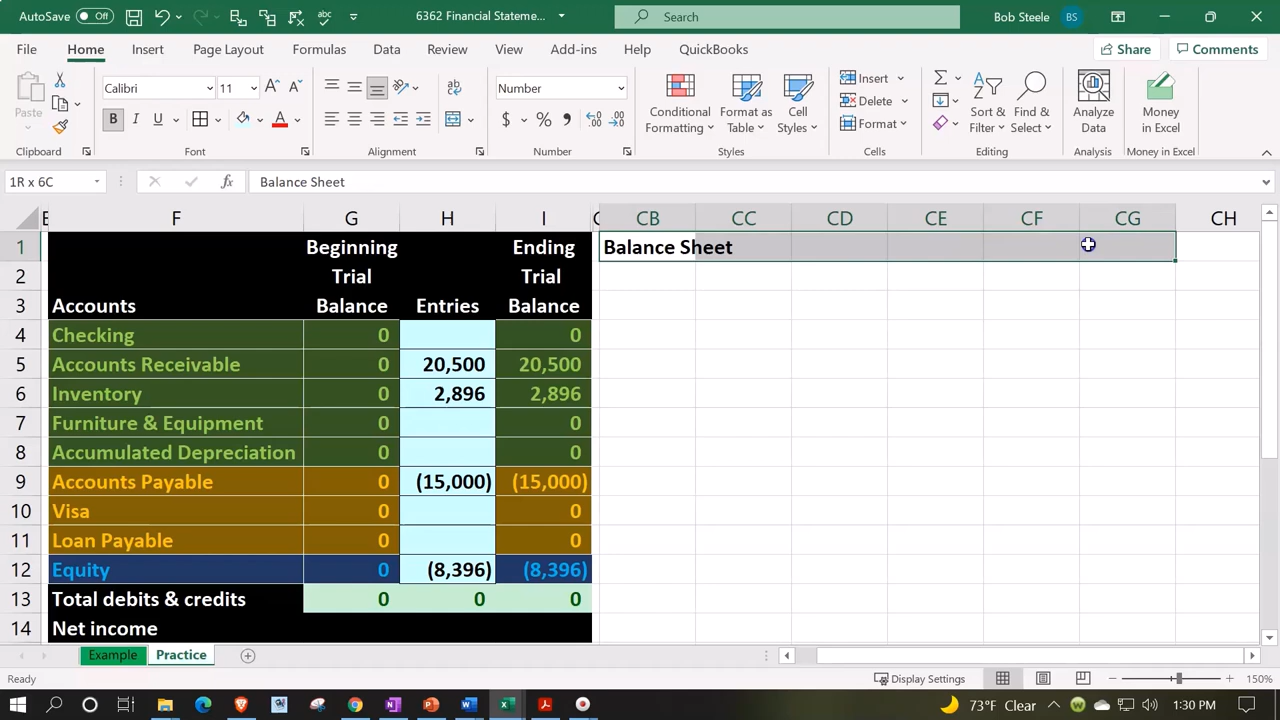 AutoSave Off 6362 Financial Stateme... Search Bob Steele BS
File Home Insert Page Layout Formulas Data Review View Add-ins Help QuickBooks Share Comments
Paste Calibri 11 B I U Number $ % Conditional Formatting Format as Table Cell Styles Insert Delete Format Sort & Filter Find & Select Analyze Data Money in Excel
Clipboard Font Alignment Number Styles Cells Editing Analysis Money in Excel
1R x 6C fx Balance Sheet
E F G H I CB CC CD CE CF CG CH
1 Beginning Ending Balance Sheet
2 Trial Trial
3 Accounts Balance Entries Balance
4 Checking 0 0
5 Accounts Receivable 0 20,500 20,500
6 Inventory 0 2,896 2,896
7 Furniture & Equipment 0 0
8 Accumulated Depreciation 0 0
9 Accounts Payable 0 (15,000) (15,000)
10 Visa 0 0
11 Loan Payable 0 0
12 Equity 0 (8,396) (8,396)
13 Total debits & credits 0 0 0
14 Net income
Example Practice
Ready Display Settings 150%
73°F Clear 1:30 PM